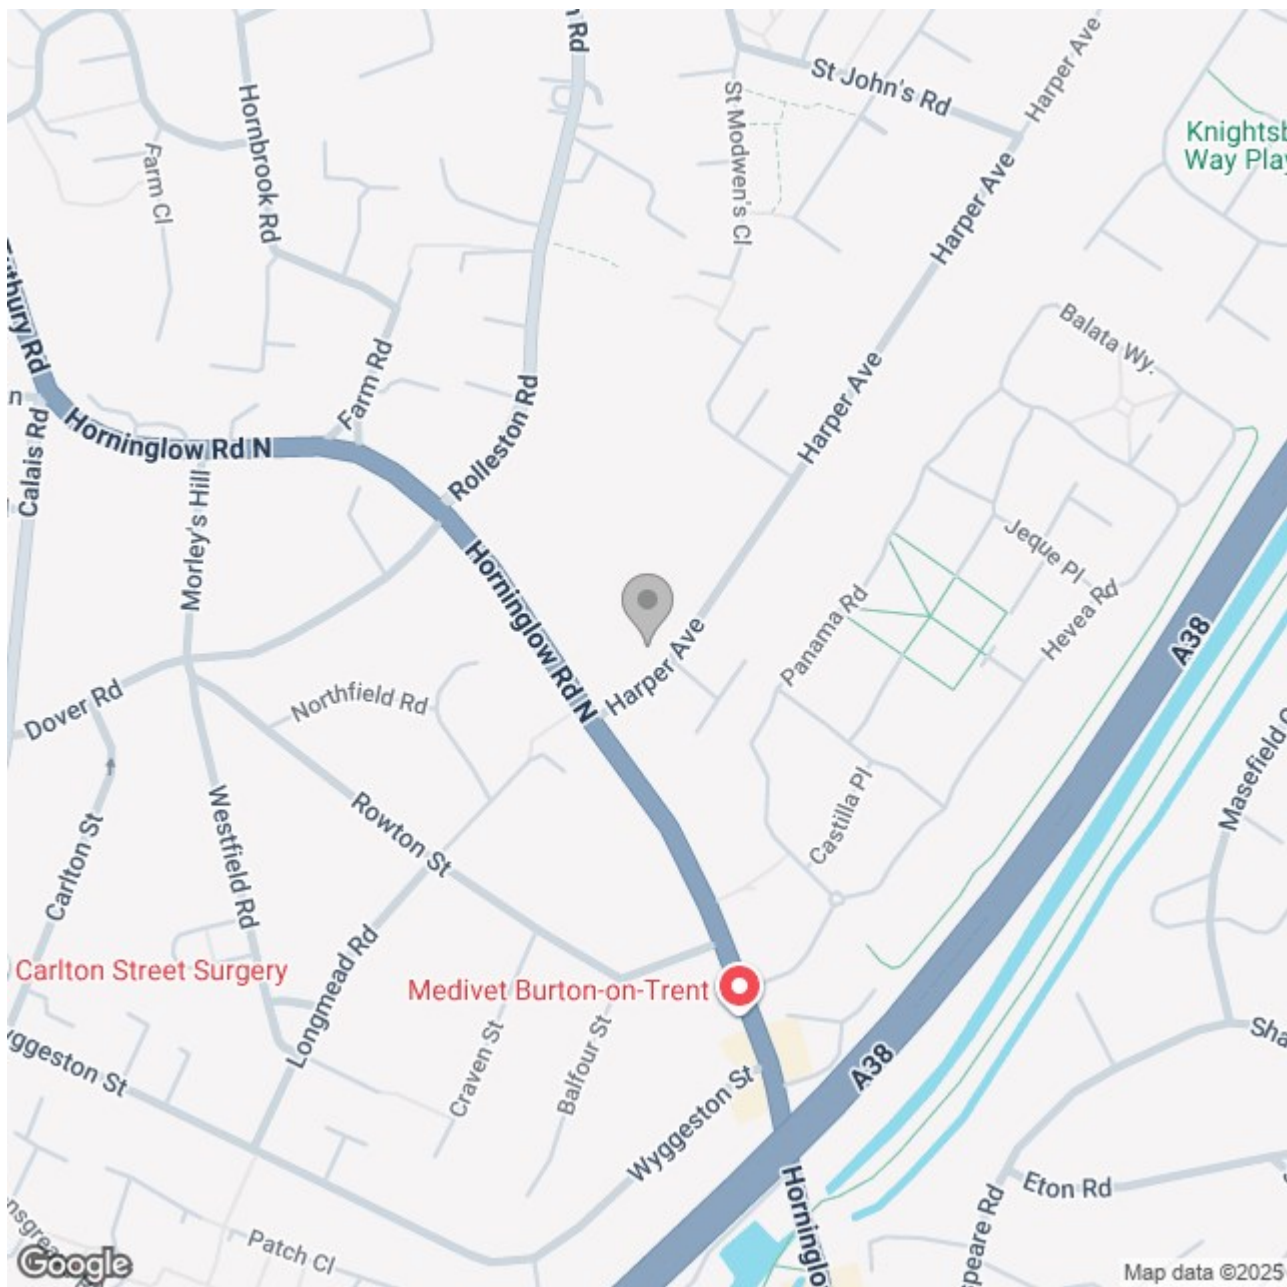 n Rd
St John's Rd
Harper Ave
Hornbrook Rd
Farm Cl
St Modwen's Cl
Knightsb
Way Play
Harper Ave
Balata Wy.
Farm Rd
Rolleston Rd
Harper Ave
n
Horninglow Rd N
Calais Rd
Morley's Hill
Horninglow Rd N
Jeque Pl
Hevea Rd
Panama Rd
A38
Harper Ave
Northfield Rd
Dover Rd
Masefield
Westfield Rd
Rowton St
Castilla Pl
Carlton St
Longmead Rd
Carlton Street Surgery
Medivet Burton-on-Trent
Craven St
Balfour St
A38
Sha
yggeston St
Wyggeston St
Horninglo
Eton Rd
speare Rd
Patch Cl
Google
Map data ©2025